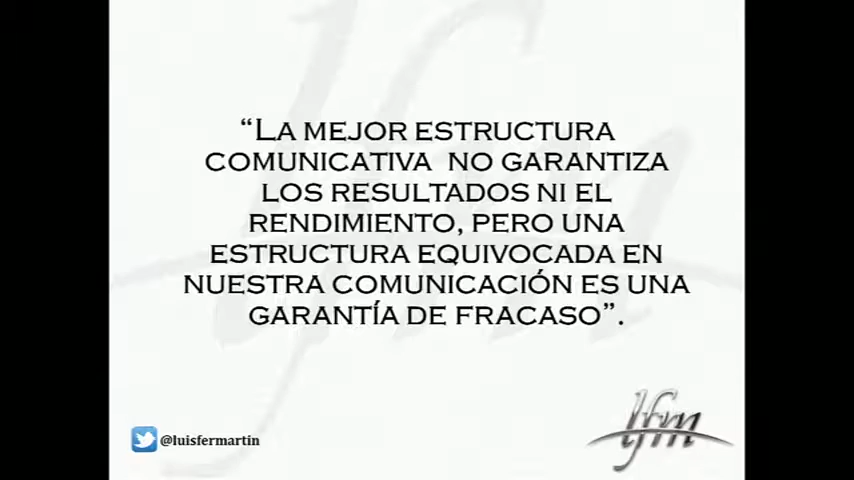 “LA MEJOR ESTRUCTURA
COMUNICATIVA NO GARANTIZA
LOS RESULTADOS NI EL
RENDIMIENTO, PERO UNA
ESTRUCTURA EQUIVOCADA EN
NUESTRA COMUNICACIÓN ES UNA
GARANTÍA DE FRACASO”.
@luisfermartin
lfm